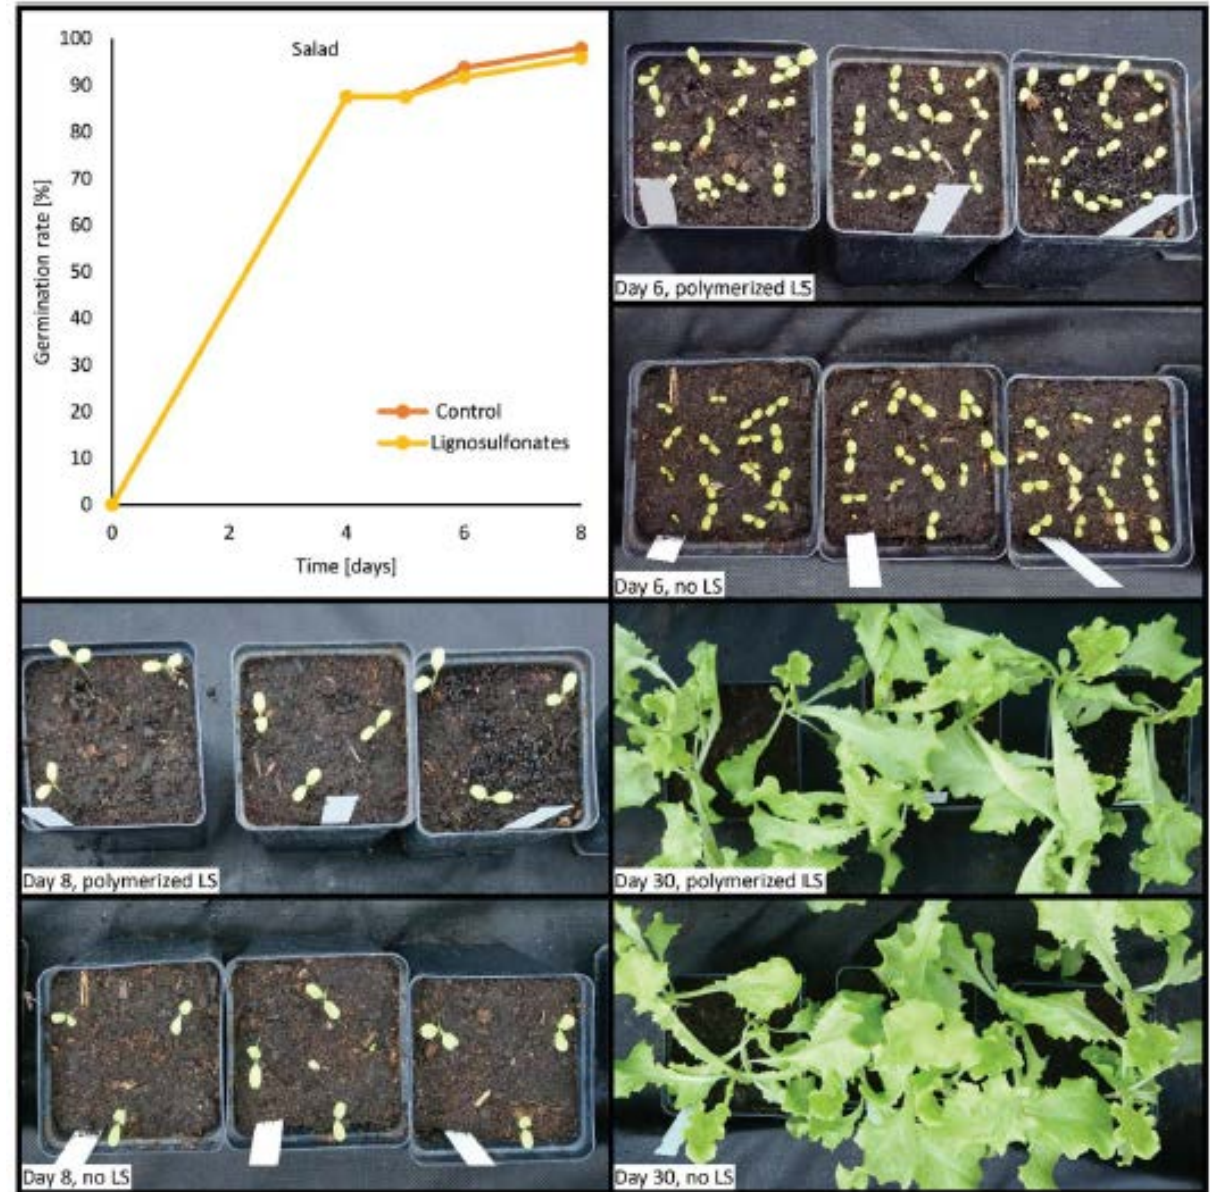 Salad
Germination rate [%]
100
90
80
70
60
50
40
30
20
10
0
0 2 4 6 8
Time [days]
Control
Lignosulfonates
Day 6, polymerized LS
Day 6, no LS
Day 8, polymerized LS
Day 30, polymerized LS
Day 8, no LS
Day 30, no LS